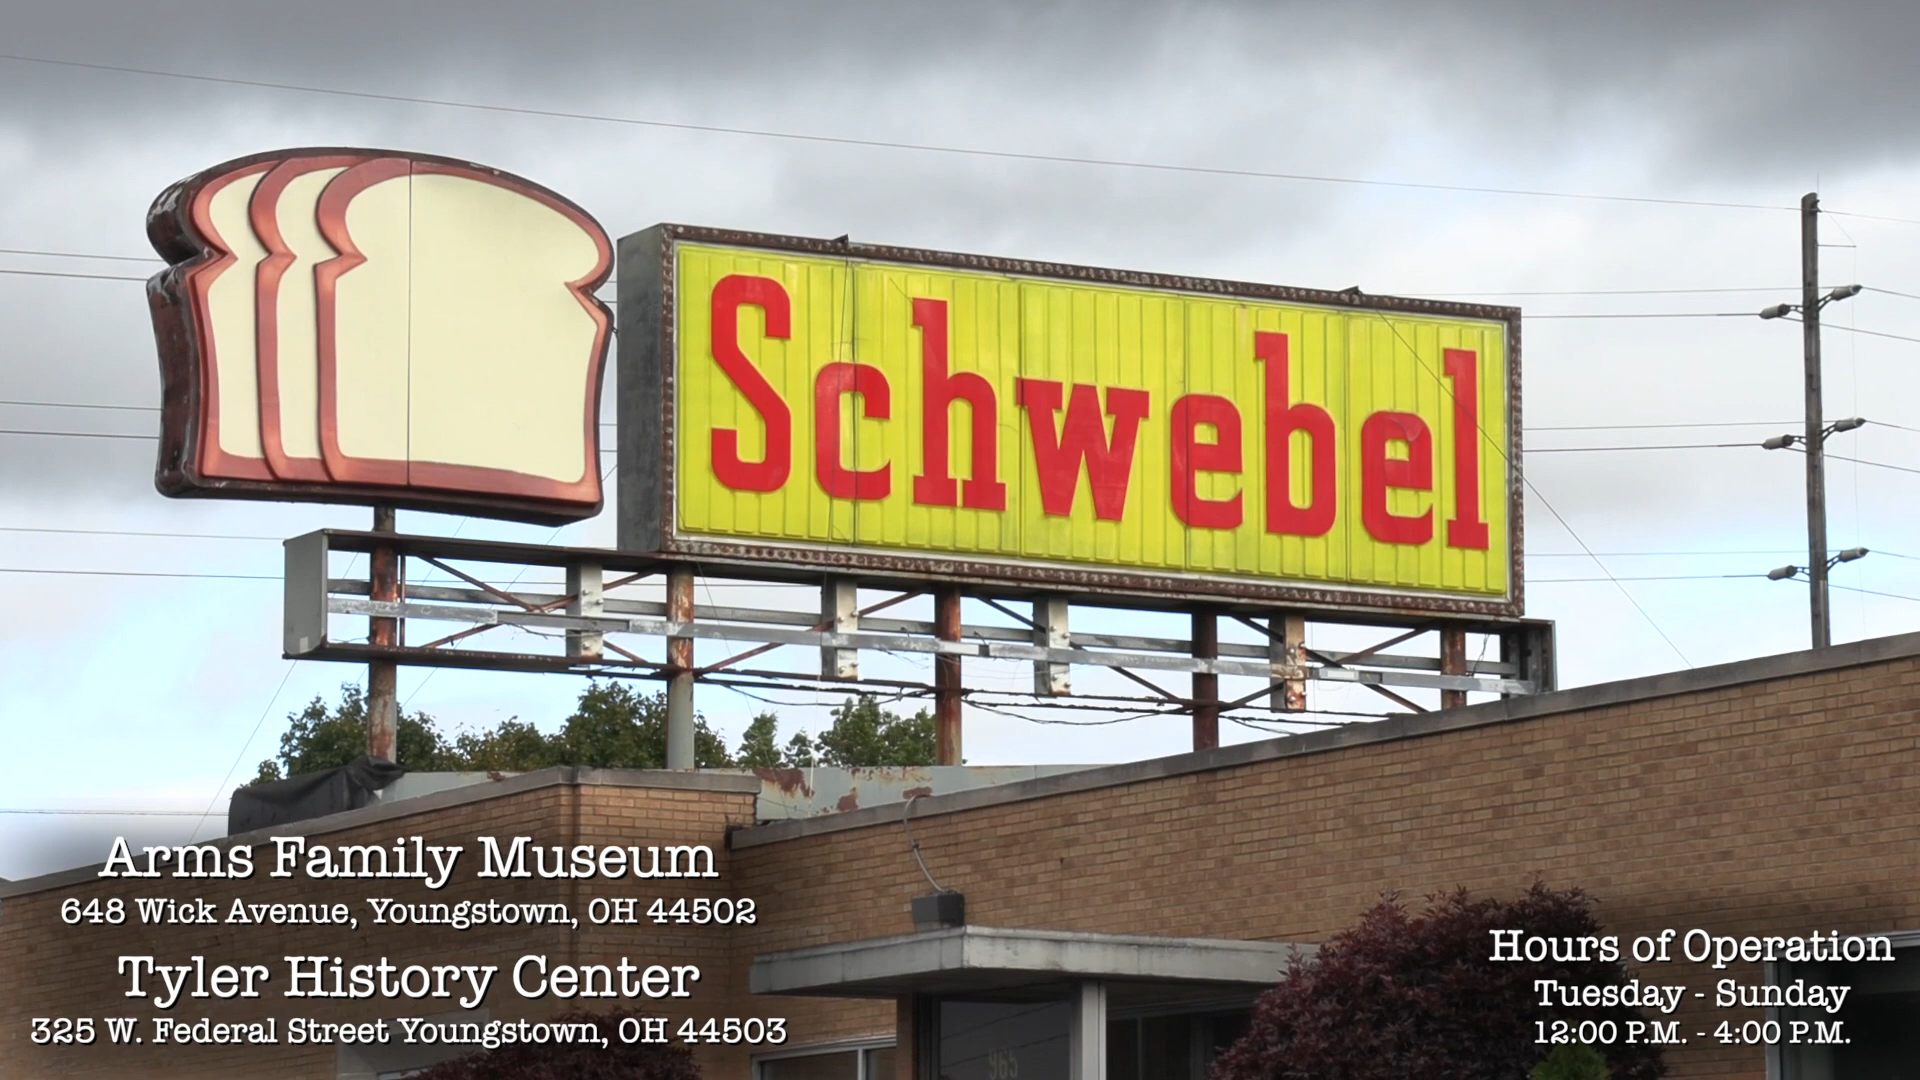 Schwebel
Arms Family Museum
648 Wick Avenue, Youngstown, OH 44502
Tyler History Center
325 W. Federal Street Youngstown, OH 44503
965
Hours of Operation
Tuesday - Sunday
12:00 P.M. - 4:00 P.M.